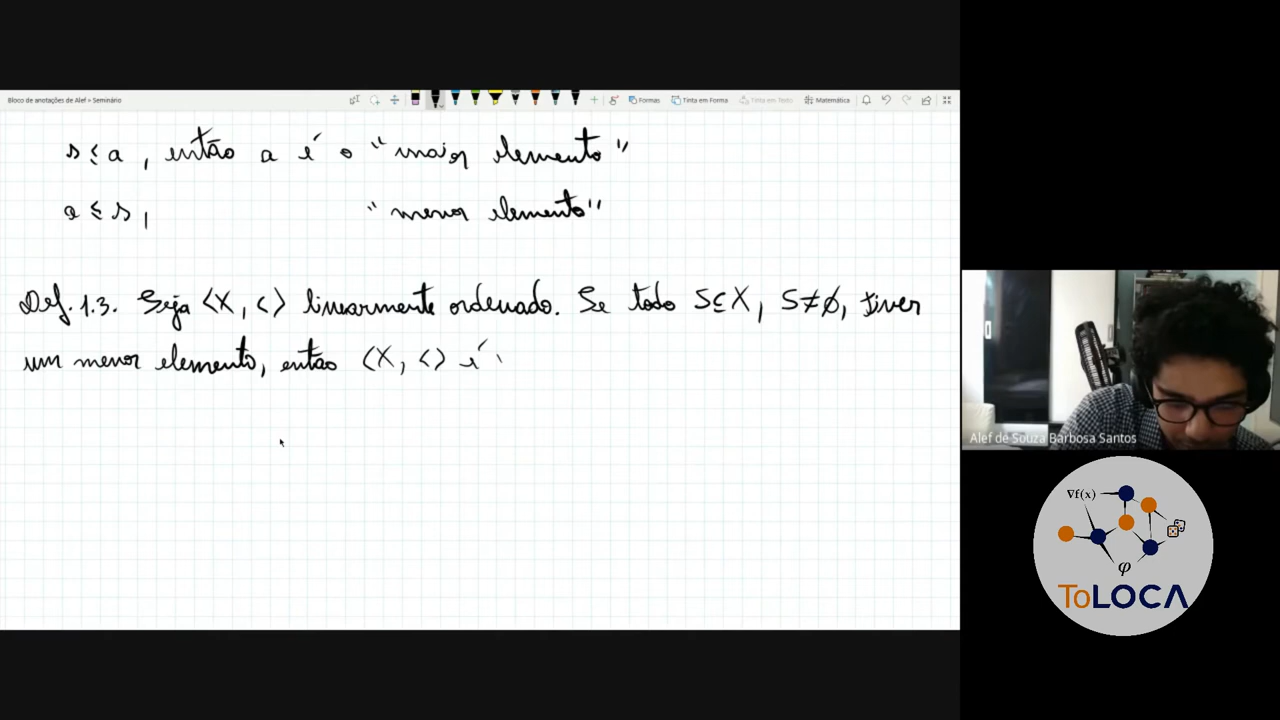 Bloco de anotações de Alef » Seminário
Formas Tinta em Forma Tinta em Texto Matemática
s ≤ a, então a é o "maior elemento"
a ≤ s, "menor elemento"
Def. 1.3. Seja ⟨X, <⟩ linearmente ordenado. Se todo S ⊆ X, S ≠ ∅, tiver
um menor elemento, então ⟨X, <⟩ é
Alef de Souza Barbosa Santos
∇f(x)
φ
ToLOCA